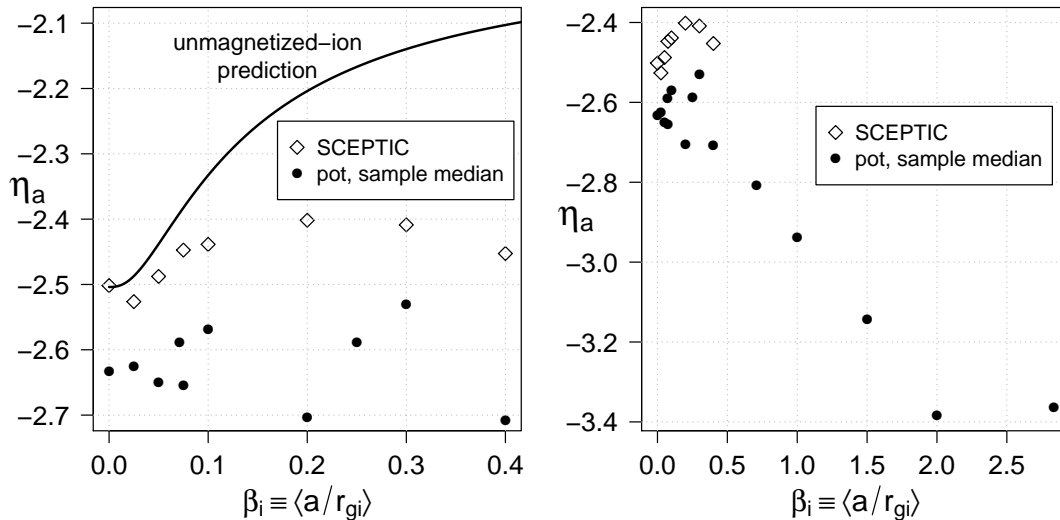 −2.1
−2.2
−2.3
−2.4
−2.5
−2.6
−2.7
ηa
unmagnetized−ion
prediction
SCEPTIC
pot, sample median
0.0 0.1 0.2 0.3 0.4
βi ≡ ⟨a/rgi⟩
−2.4
−2.6
−2.8
−3.0
−3.2
−3.4
ηa
SCEPTIC
pot, sample median
0.0 0.5 1.0 1.5 2.0 2.5
βi ≡ ⟨a/rgi⟩